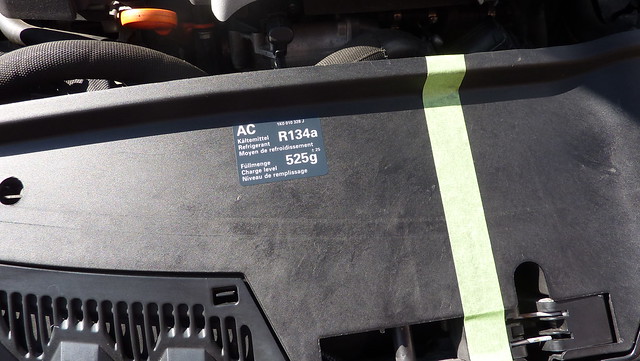 AC
Kältemittel
Refrigerant R134a
Moyen de refroidissement
Füllmenge
Charge level 525g
Niveau de remplissage